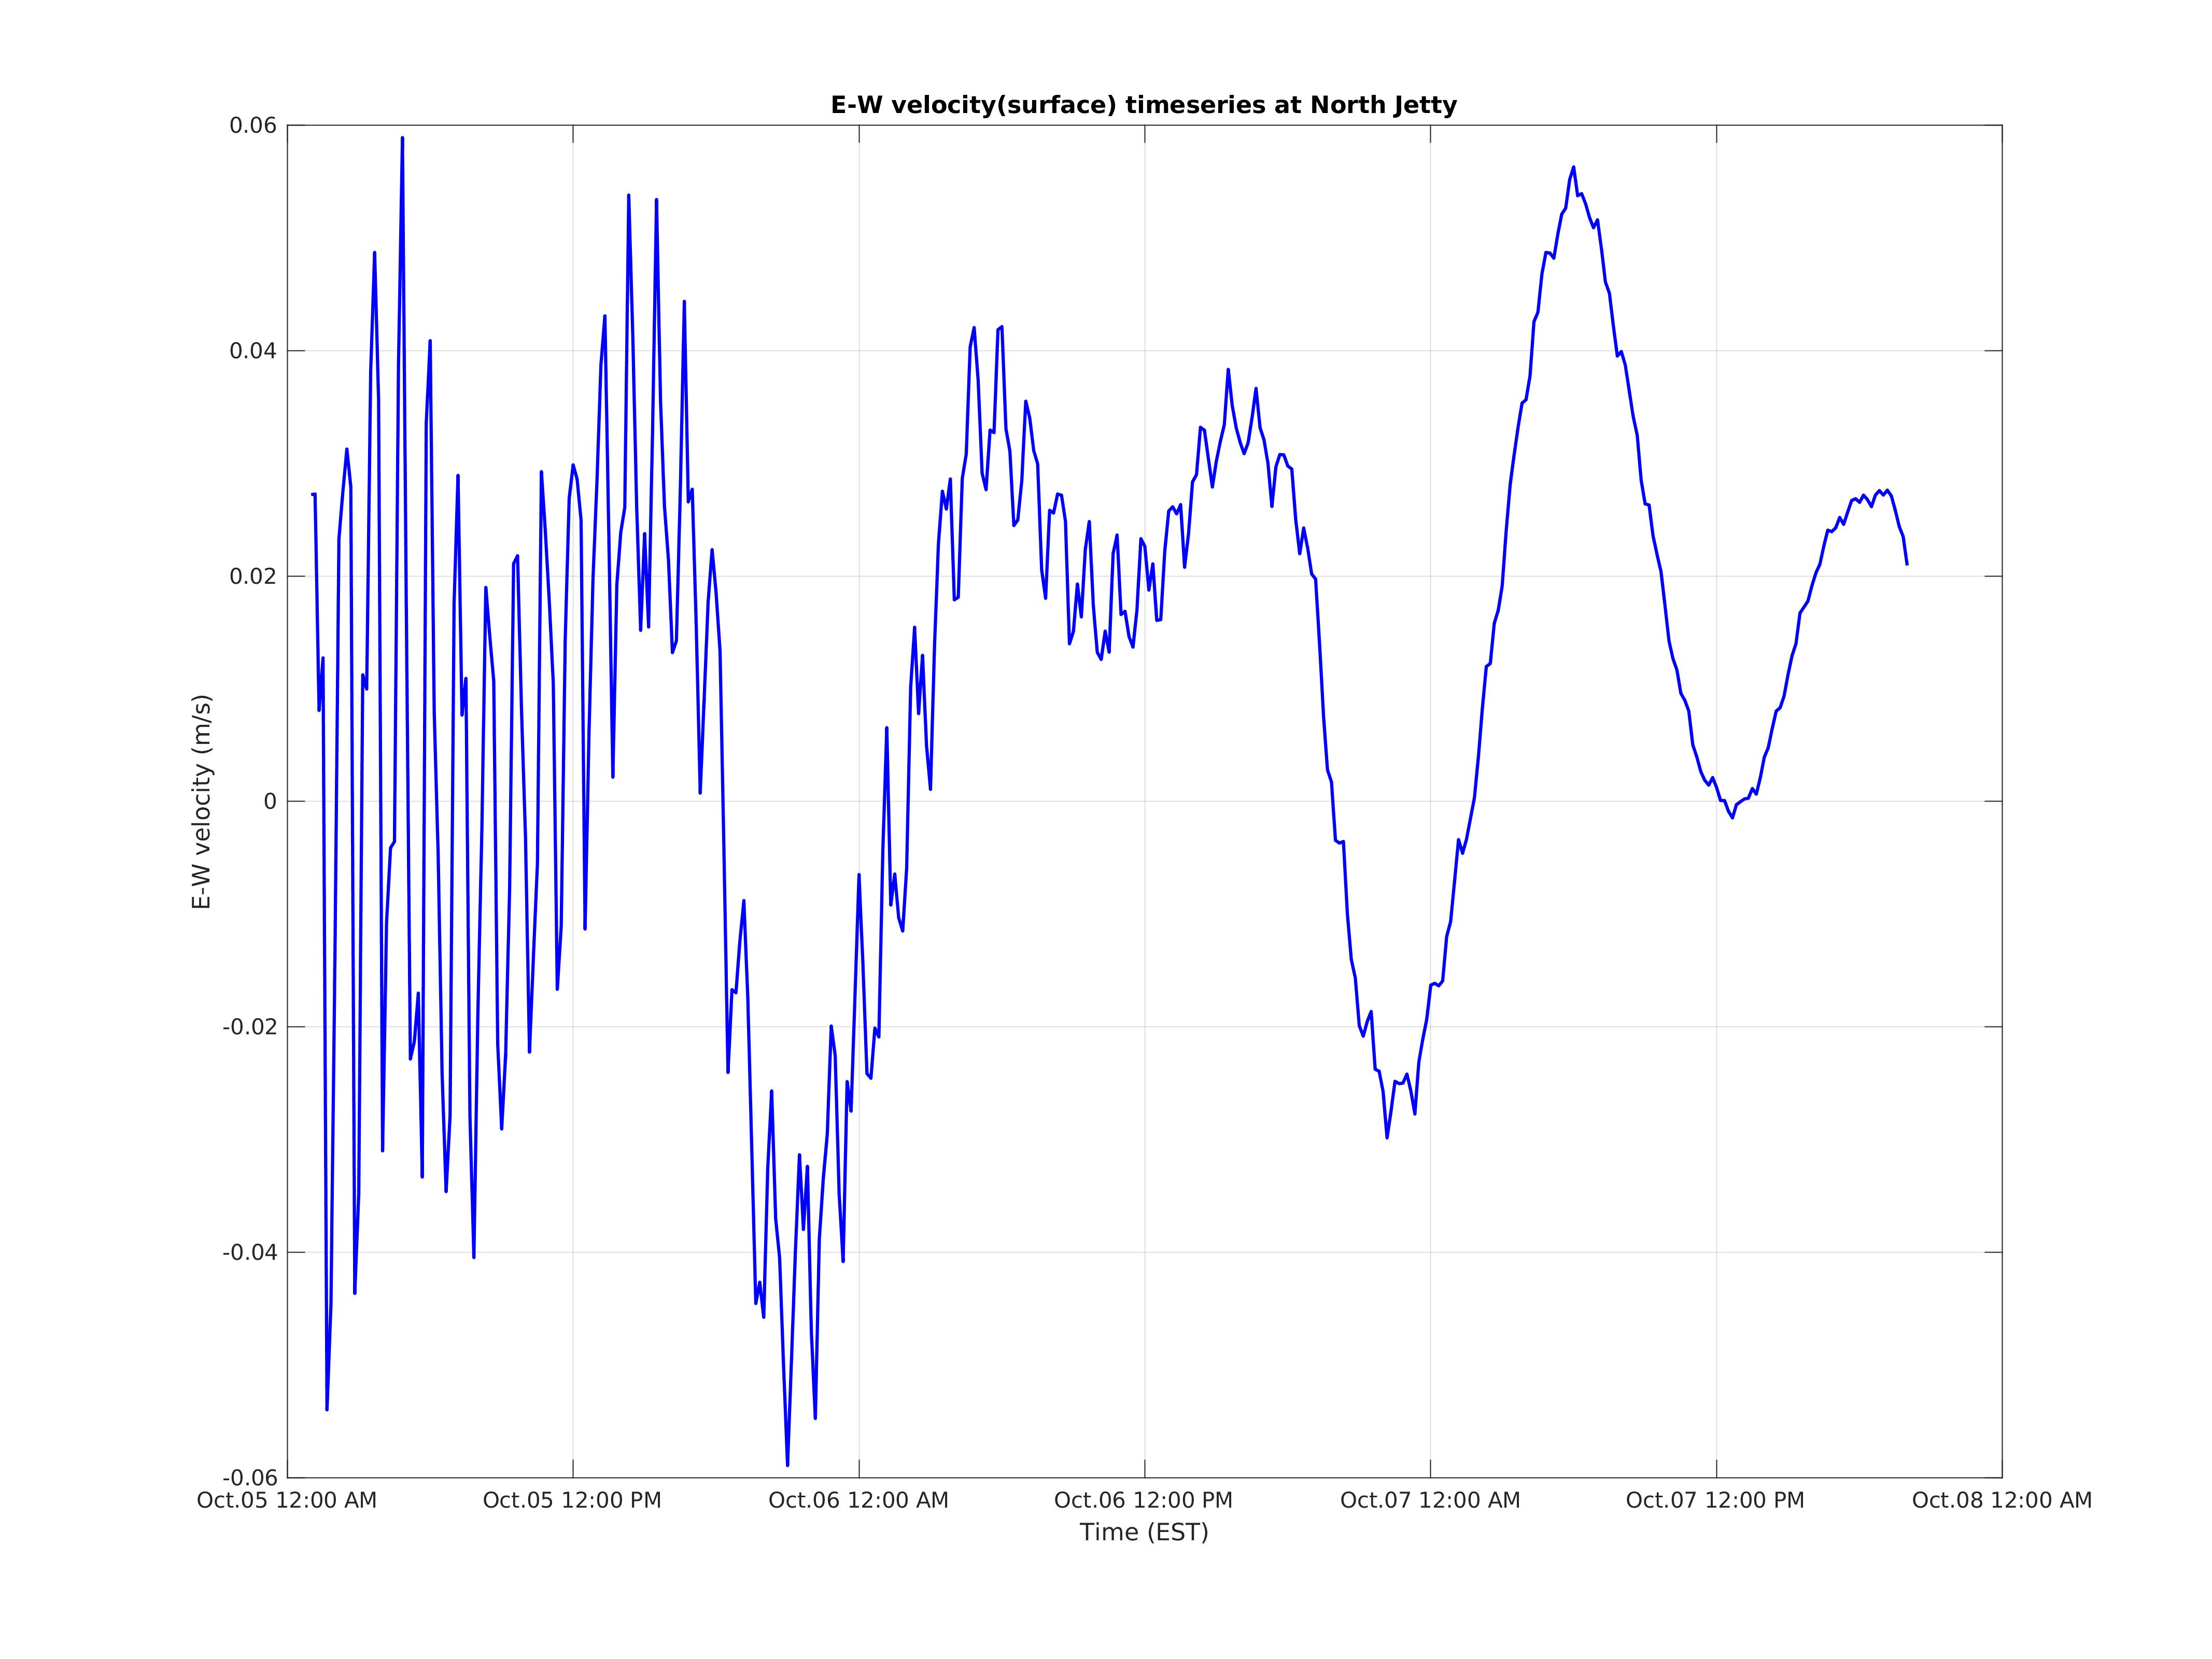 E-W velocity(surface) timeseries at North Jetty
0.06
0.04
0.02
0
-0.02
-0.04
-0.06
E-W velocity (m/s)
Oct.05 12:00 AM Oct.05 12:00 PM Oct.06 12:00 AM Oct.06 12:00 PM Oct.07 12:00 AM Oct.07 12:00 PM Oct.08 12:00 AM
Time (EST)